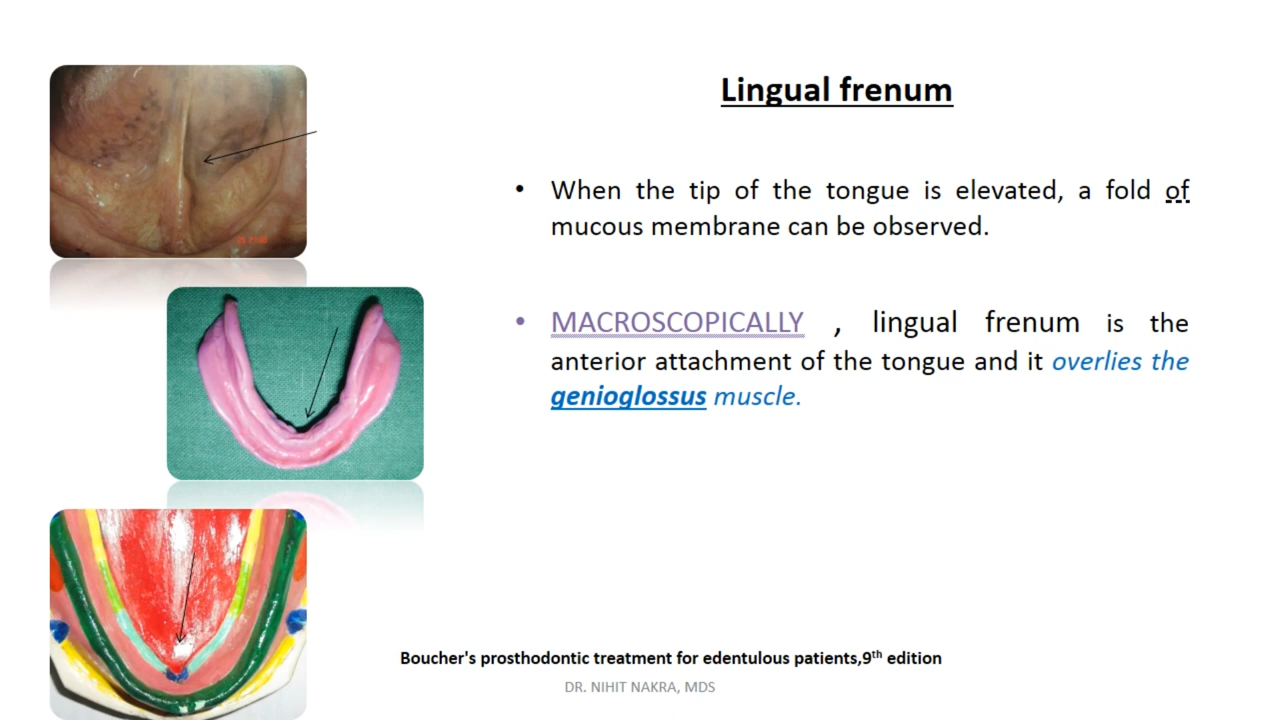 Lingual frenum
• When the tip of the tongue is elevated, a fold of
mucous membrane can be observed.
• MACROSCOPICALLY , lingual frenum is the
anterior attachment of the tongue and it overlies the
genioglossus muscle.
Boucher's prosthodontic treatment for edentulous patients,9th edition
DR. NIHIT NAKRA, MDS